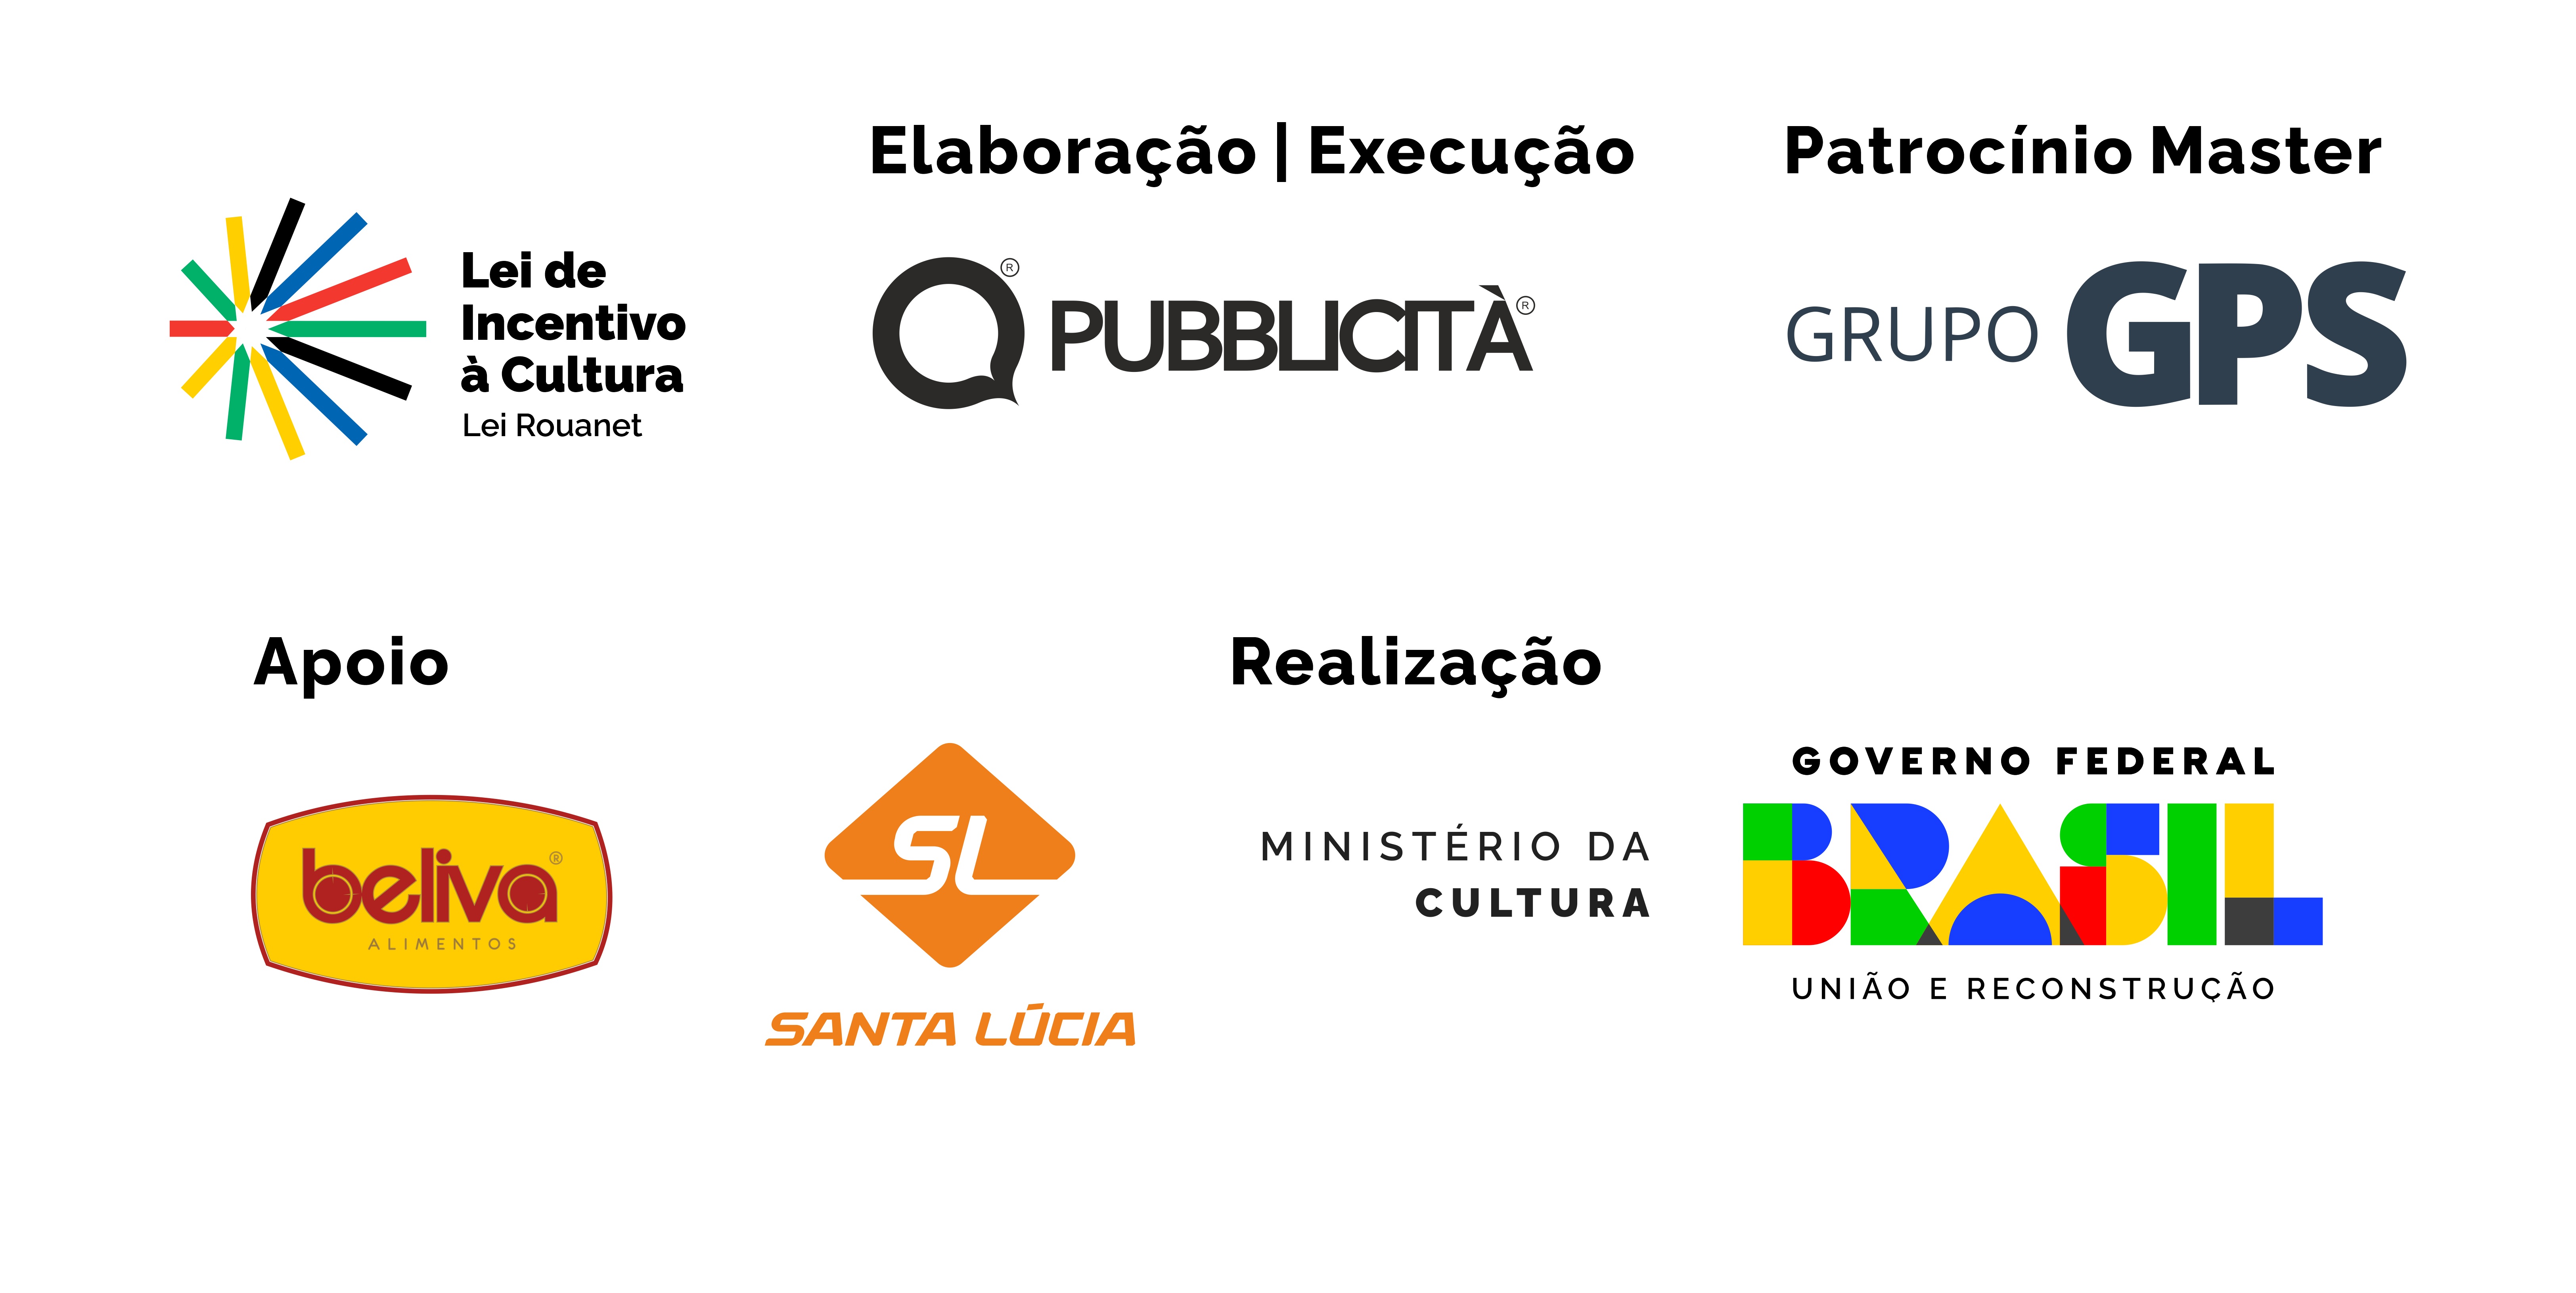 Lei de
Incentivo
à Cultura
Lei Rouanet
Elaboração | Execução
®
PUBBLICITÀ®
Patrocínio Master
GRUPO GPS
Apoio
beliva®
ALIMENTOS
SL
SANTA LÚCIA
Realização
MINISTÉRIO DA
CULTURA
GOVERNO FEDERAL
BRASIL
UNIÃO E RECONSTRUÇÃO